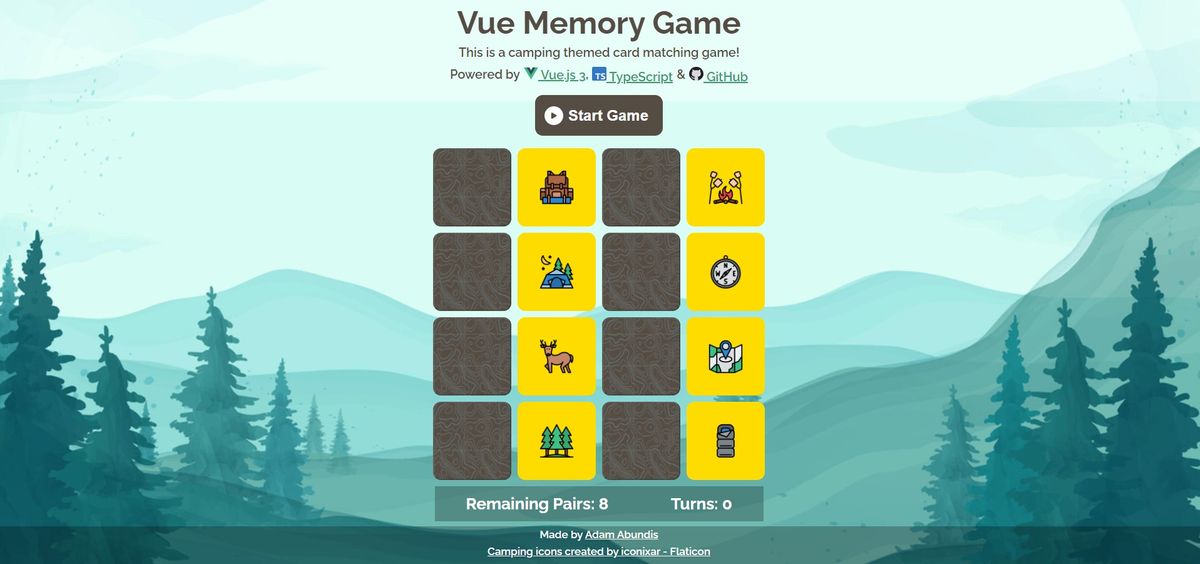 Vue Memory Game
This is a camping themed card matching game!
Powered by Vue.js 3, TS TypeScript & GitHub
Start Game
N
W E
S
Remaining Pairs: 8 Turns: 0
Made by Adam Abundis
Camping icons created by iconixar - Flaticon